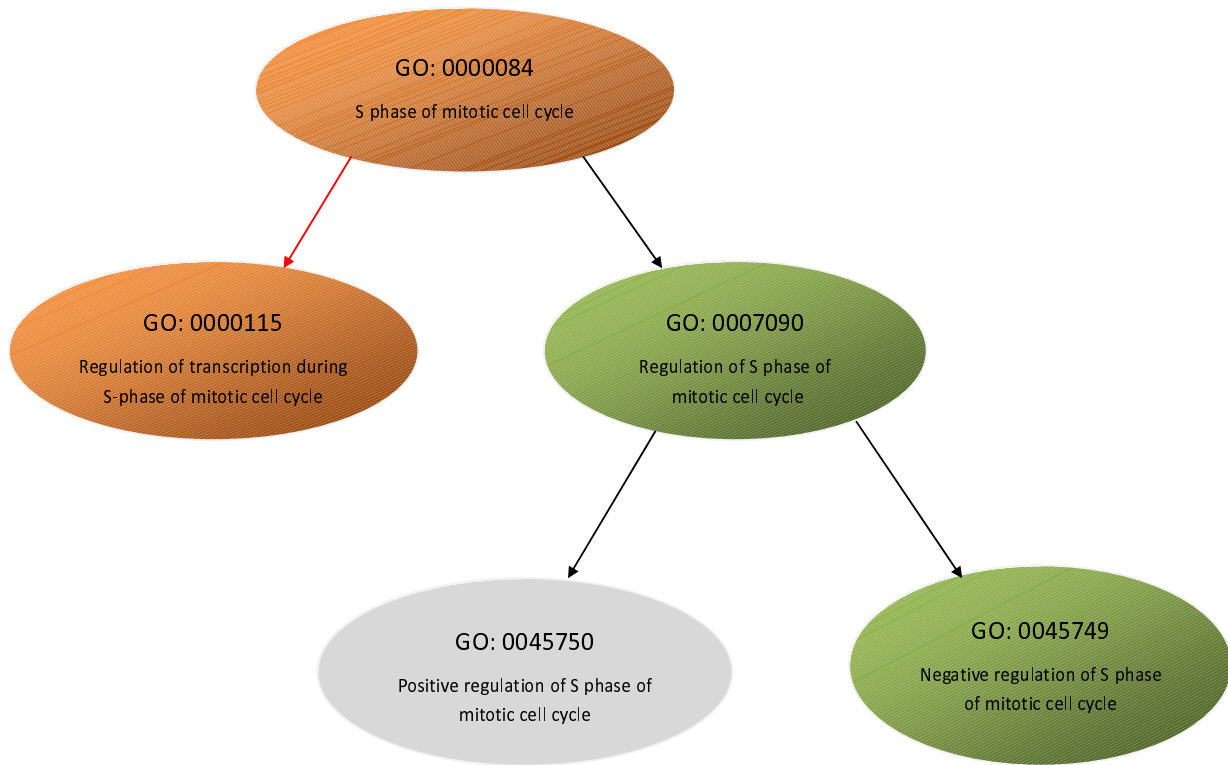 GO: 0000084
S phase of mitotic cell cycle
GO: 0000115
Regulation of transcription during
S-phase of mitotic cell cycle
GO: 0007090
Regulation of S phase of
mitotic cell cycle
GO: 0045750
Positive regulation of S phase of
mitotic cell cycle
GO: 0045749
Negative regulation of S phase
of mitotic cell cycle